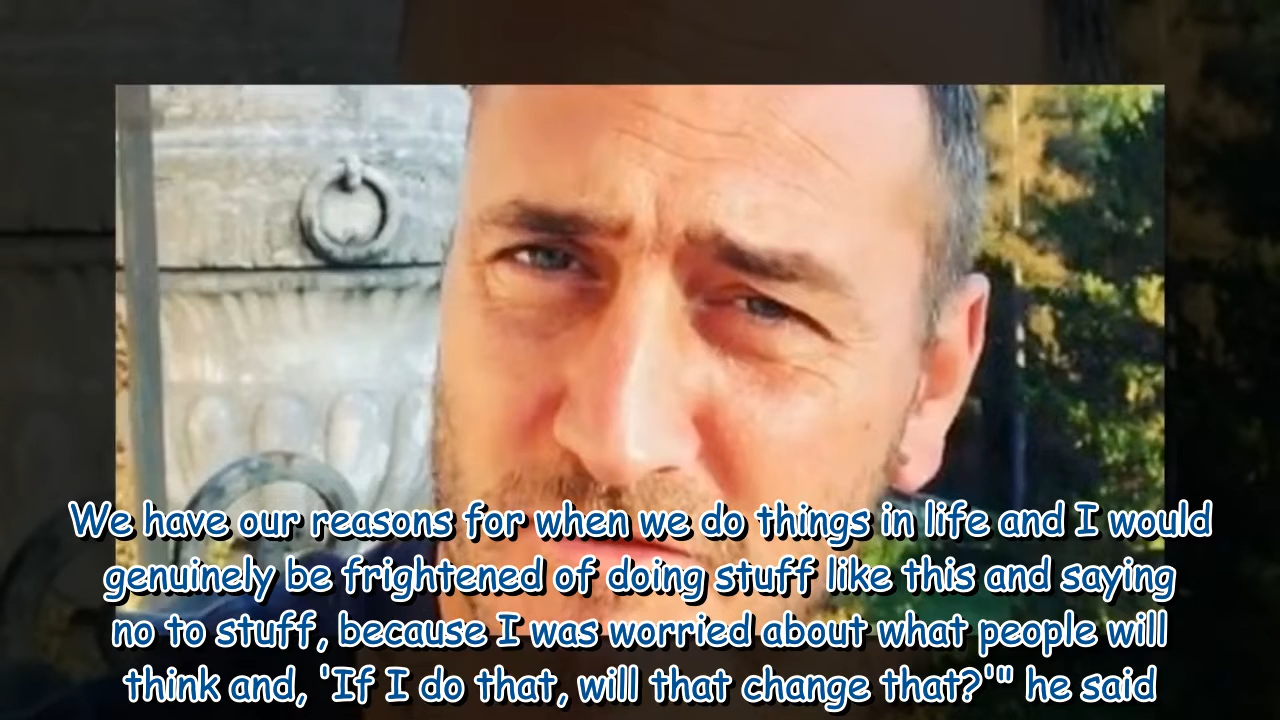 We have our reasons for when we do things in life and I would
genuinely be frightened of doing stuff like this and saying
no to stuff, because I was worried about what people will
think and, 'If I do that, will that change that?'" he said